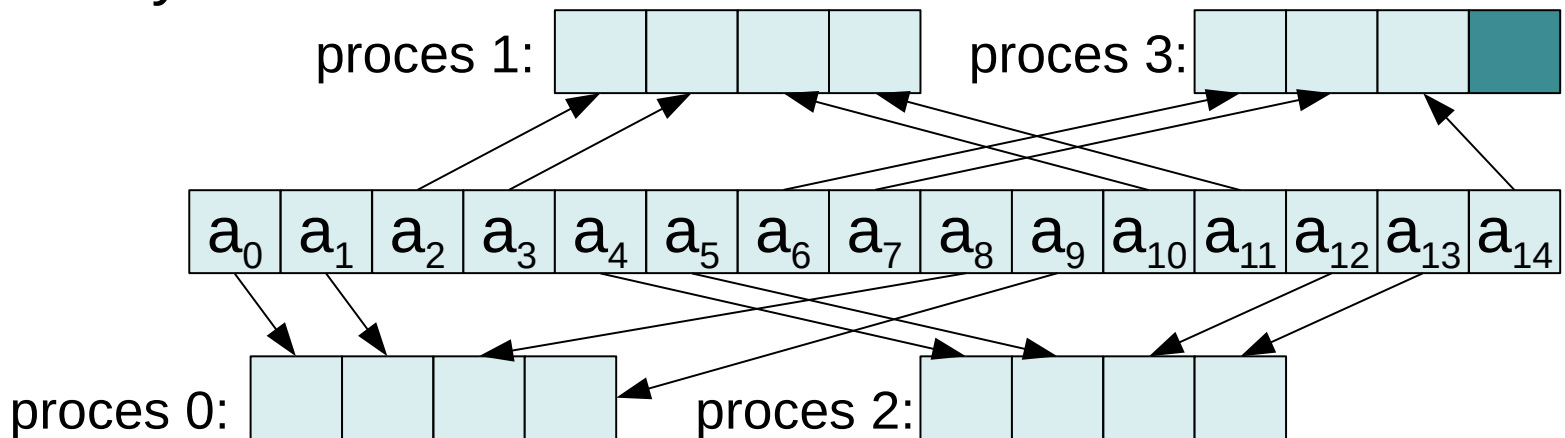 proces 1:
proces 3:
a0 a1 a2 a3 a4 a5 a6 a7 a8 a9 a10 a11 a12 a13 a14
proces 0:
proces 2: